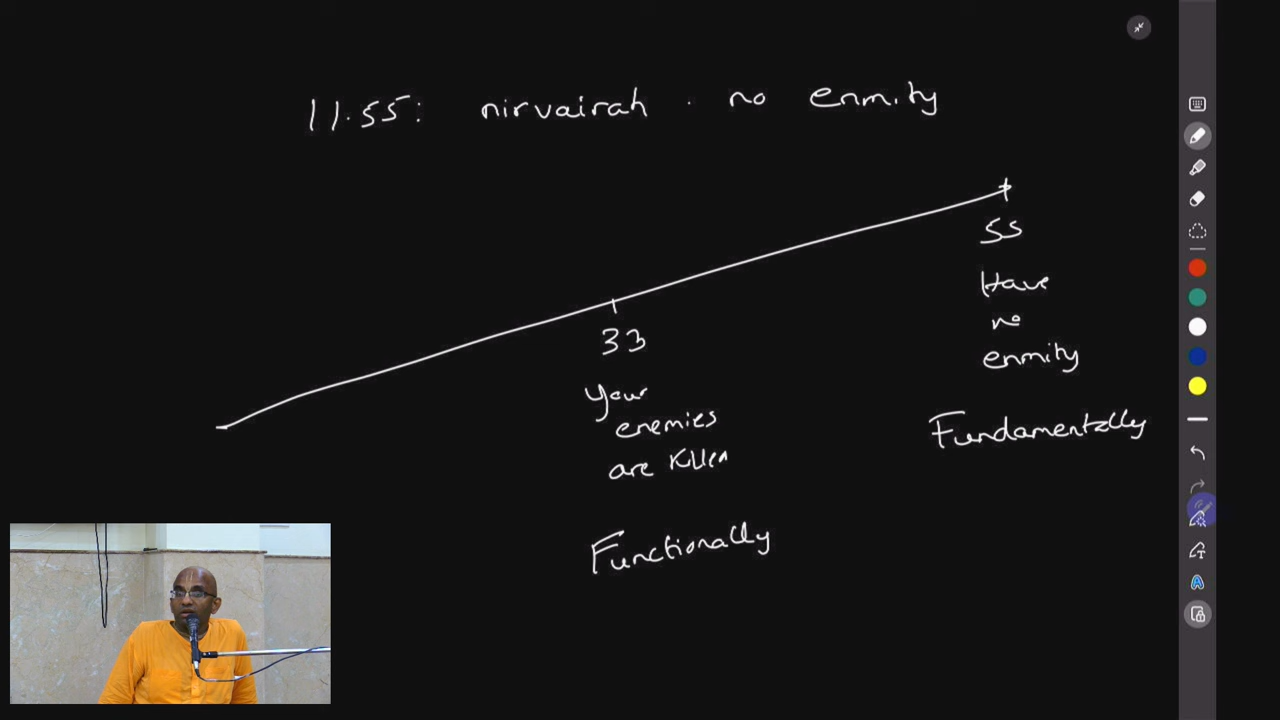 11.55: nirvairah - no enmity
33
Your
enemies
are killed
Functionally
55
Have
no
enmity
Fundamentally